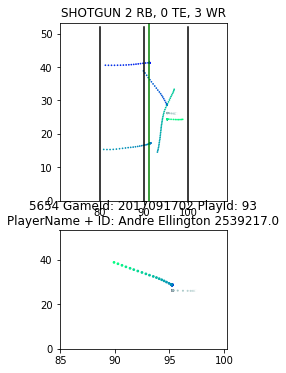 SHOTGUN 2 RB, 0 TE, 3 WR
50
40
30
20
10
0
80 90 100
5654 GameId: 2017091702 PlayId: 93
PlayerName + ID: Andre Ellington 2539217.0
40
20
0
85 90 95 100